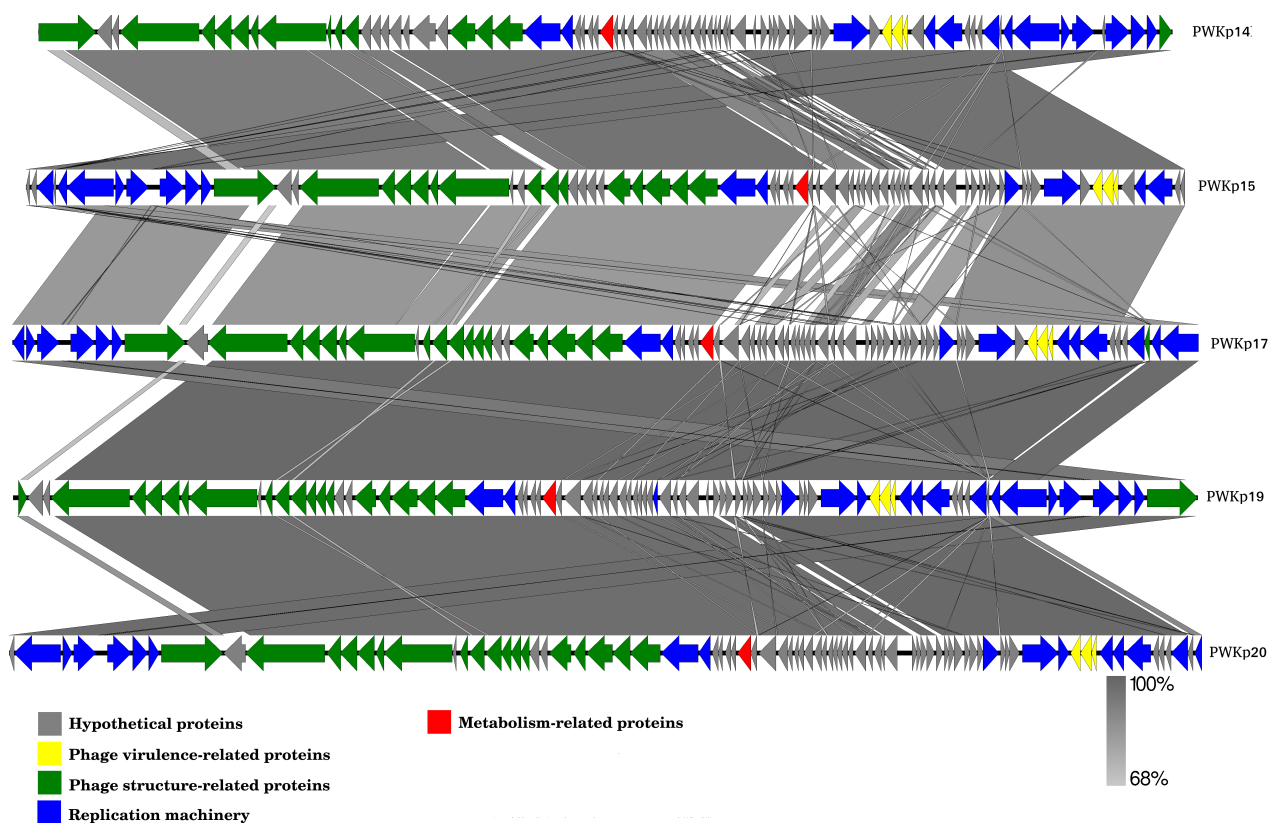 PWKp14
PWKp15
PWKp17
PWKp19
PWKp20
100%
68%
Hypothetical proteins
Metabolism-related proteins
Phage virulence-related proteins
Phage structure-related proteins
Replication machinery